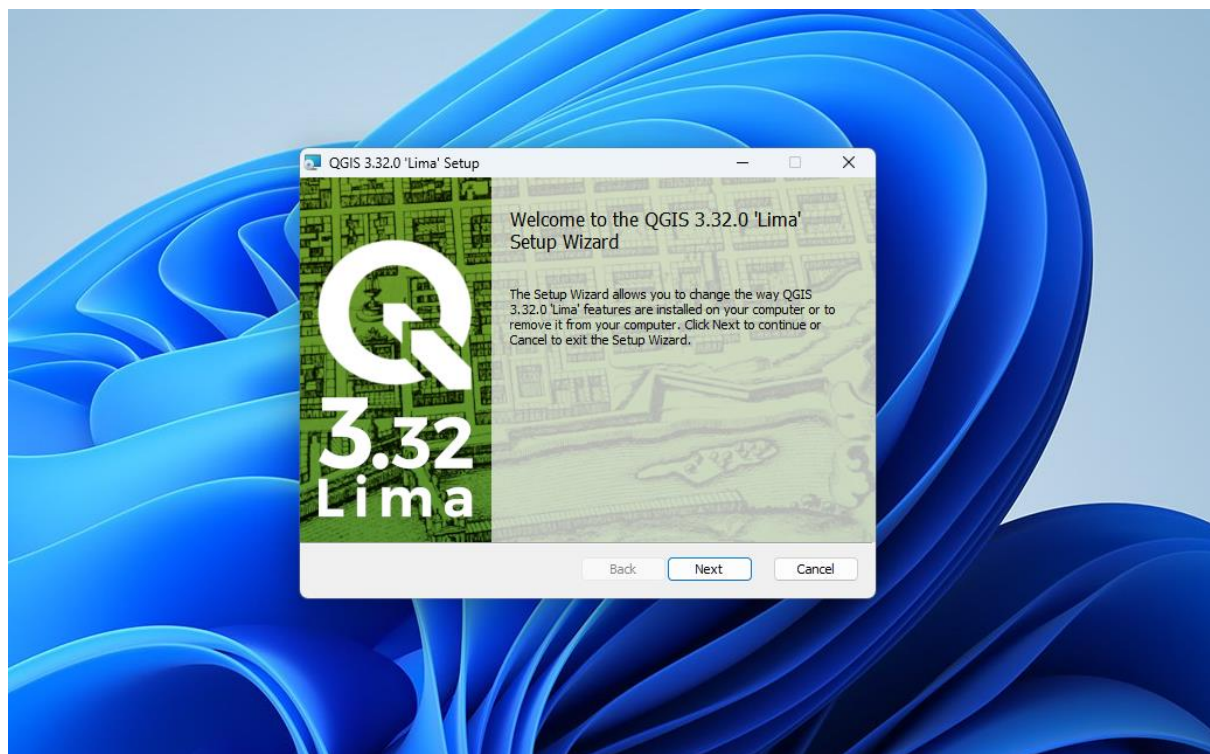 QGIS 3.32.0 'Lima' Setup
Welcome to the QGIS 3.32.0 'Lima'
Setup Wizard
The Setup Wizard allows you to change the way QGIS
3.32.0 'Lima' features are installed on your computer or to
remove it from your computer. Click Next to continue or
Cancel to exit the Setup Wizard.
3.32
Lima
Back
Next
Cancel